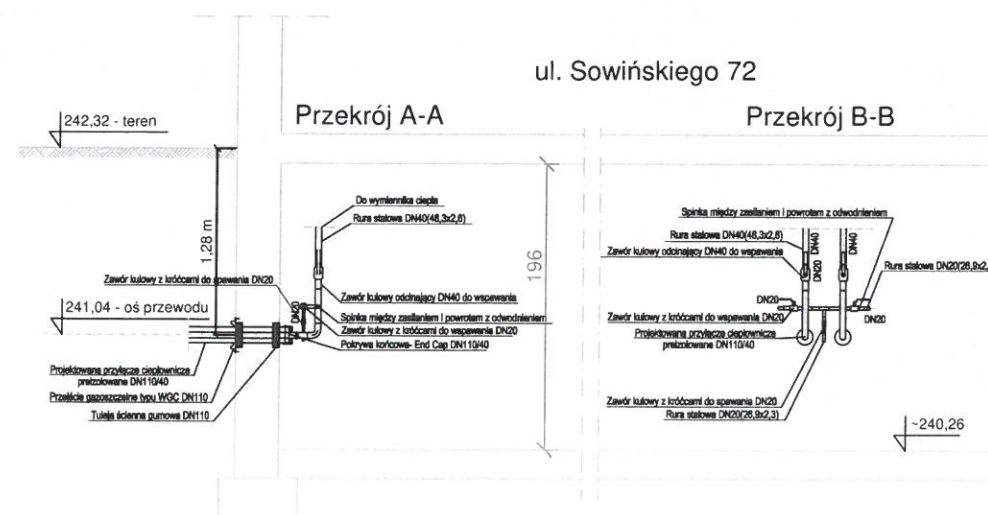 ul. Sowińskiego 72
Przekrój A-A
Przekrój B-B
242,32 - teren
1,28 m
241,04 - oś przewodu
196
~240,26
Do wymiennika ciepła
Rura stalowa DN40(48,3x2,6)
Zawór kulowy z króćcami do spawania DN20
DN20
Zawór kulowy odcinający DN40 do wspawania
Spinka między zasilaniem i powrotem z odwodnieniem
Zawór kulowy z króćcami do wspawania DN20
Pokrywa końcowa- End Cap DN110/40
Projektowane przyłącze ciepłownicze
preizolowane DN110/40
Przejście gazoszczelne typu WGC DN110
Tuleja ścienna gumowa DN110
Spinka między zasilaniem i powrotem z odwodnieniem
Rura stalowa DN40(48,3x2,6)
DN40
DN40
Zawór kulowy odcinający DN40 do wspawania
DN20
Rura stalowa DN20(26,9x2,
DN20
DN20
Zawór kulowy z króćcami do wspawania DN20
Projektowane przyłącze ciepłownicze
preizolowane DN110/40
Zawór kulowy z króćcami do spawania DN20
Rura stalowa DN20(26,9x2,3)